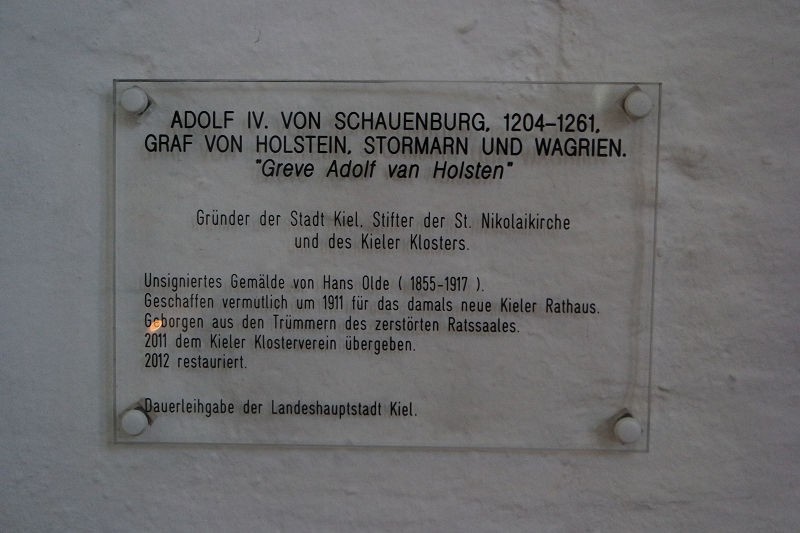 ADOLF IV. VON SCHAUENBURG, 1204-1261,
GRAF VON HOLSTEIN, STORMARN UND WAGRIEN.
"Greve Adolf van Holsten"
Gründer der Stadt Kiel, Stifter der St. Nikolaikirche
und des Kieler Klosters.
Unsigniertes Gemälde von Hans Olde ( 1855-1917 ).
Geschaffen vermutlich um 1911 für das damals neue Kieler Rathaus.
Geborgen aus den Trümmern des zerstörten Ratssaales.
2011 dem Kieler Klosterverein übergeben.
2012 restauriert.
Dauerleihgabe der Landeshauptstadt Kiel.